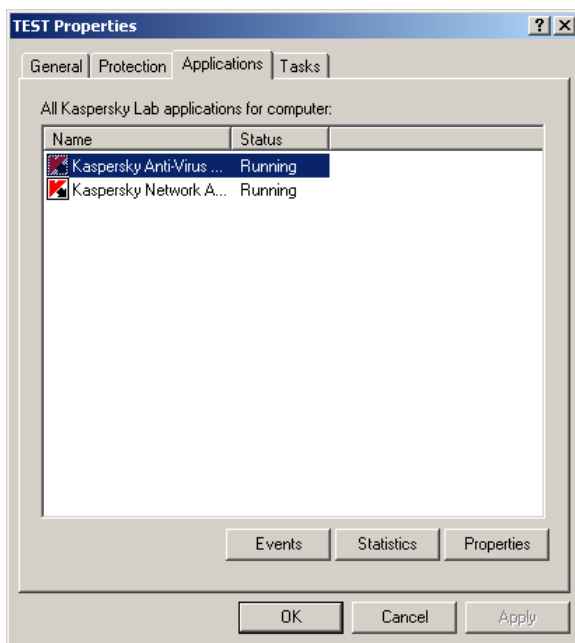 TEST Properties
General Protection Applications Tasks
All Kaspersky Lab applications for computer:
Name Status
Kaspersky Anti-Virus ... Running
Kaspersky Network A... Running
Events Statistics Properties
OK Cancel Apply